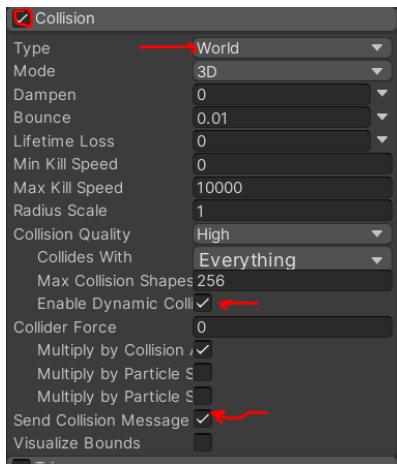 Collision
Type World
Mode 3D
Dampen 0
Bounce 0.01
Lifetime Loss 0
Min Kill Speed 0
Max Kill Speed 10000
Radius Scale 1
Collision Quality High
Collides With Everything
Max Collision Shapes 256
Enable Dynamic Colli
Collider Force 0
Multiply by Collision
Multiply by Particle S
Multiply by Particle S
Send Collision Message
Visualize Bounds